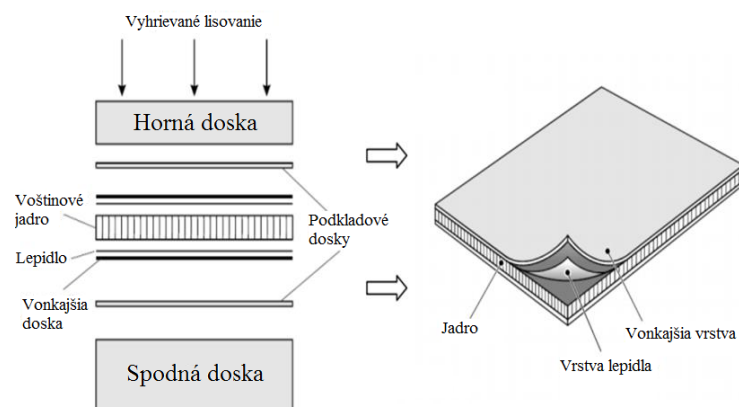 Vyhrievané lisovanie
Horná doska
Voštinové
jadro
Podkladové
dosky
Lepidlo
Vonkajšia
doska
Spodná doska
Jadro
Vonkajšia vrstva
Vrstva lepidla